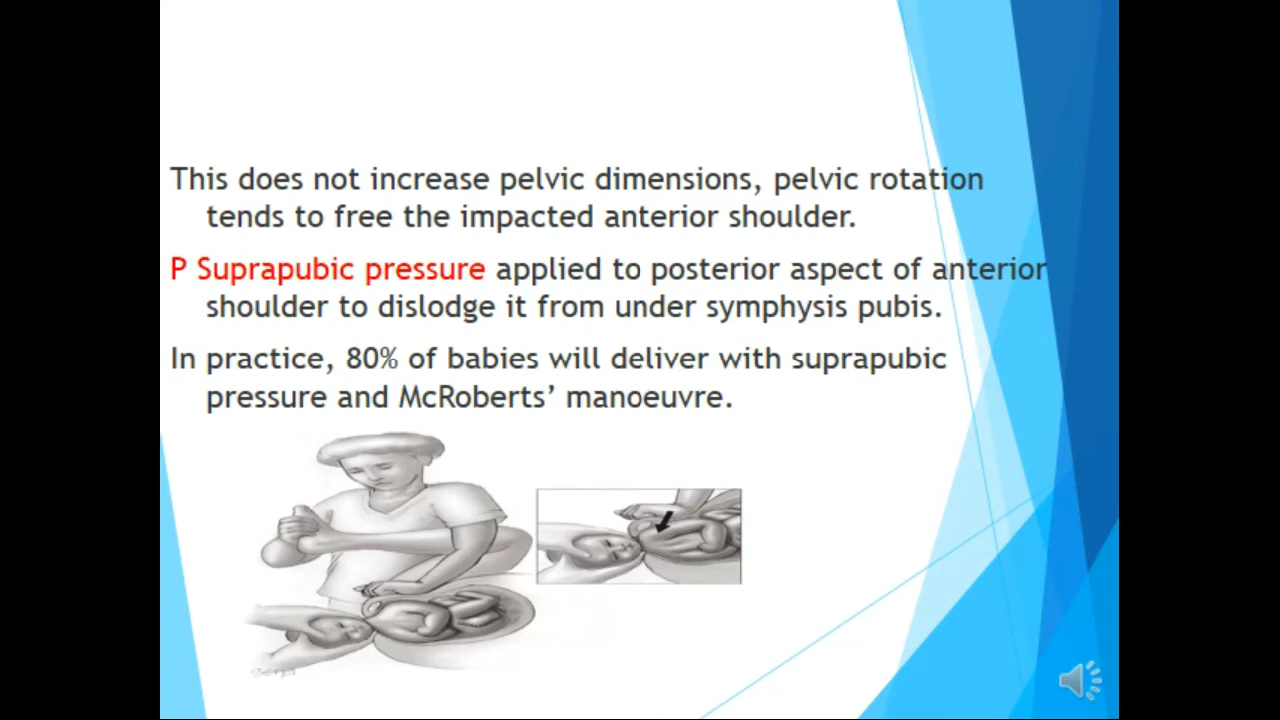 This does not increase pelvic dimensions, pelvic rotation
tends to free the impacted anterior shoulder.
P Suprapubic pressure applied to posterior aspect of anterior
shoulder to dislodge it from under symphysis pubis.
In practice, 80% of babies will deliver with suprapubic
pressure and McRoberts’ manoeuvre.